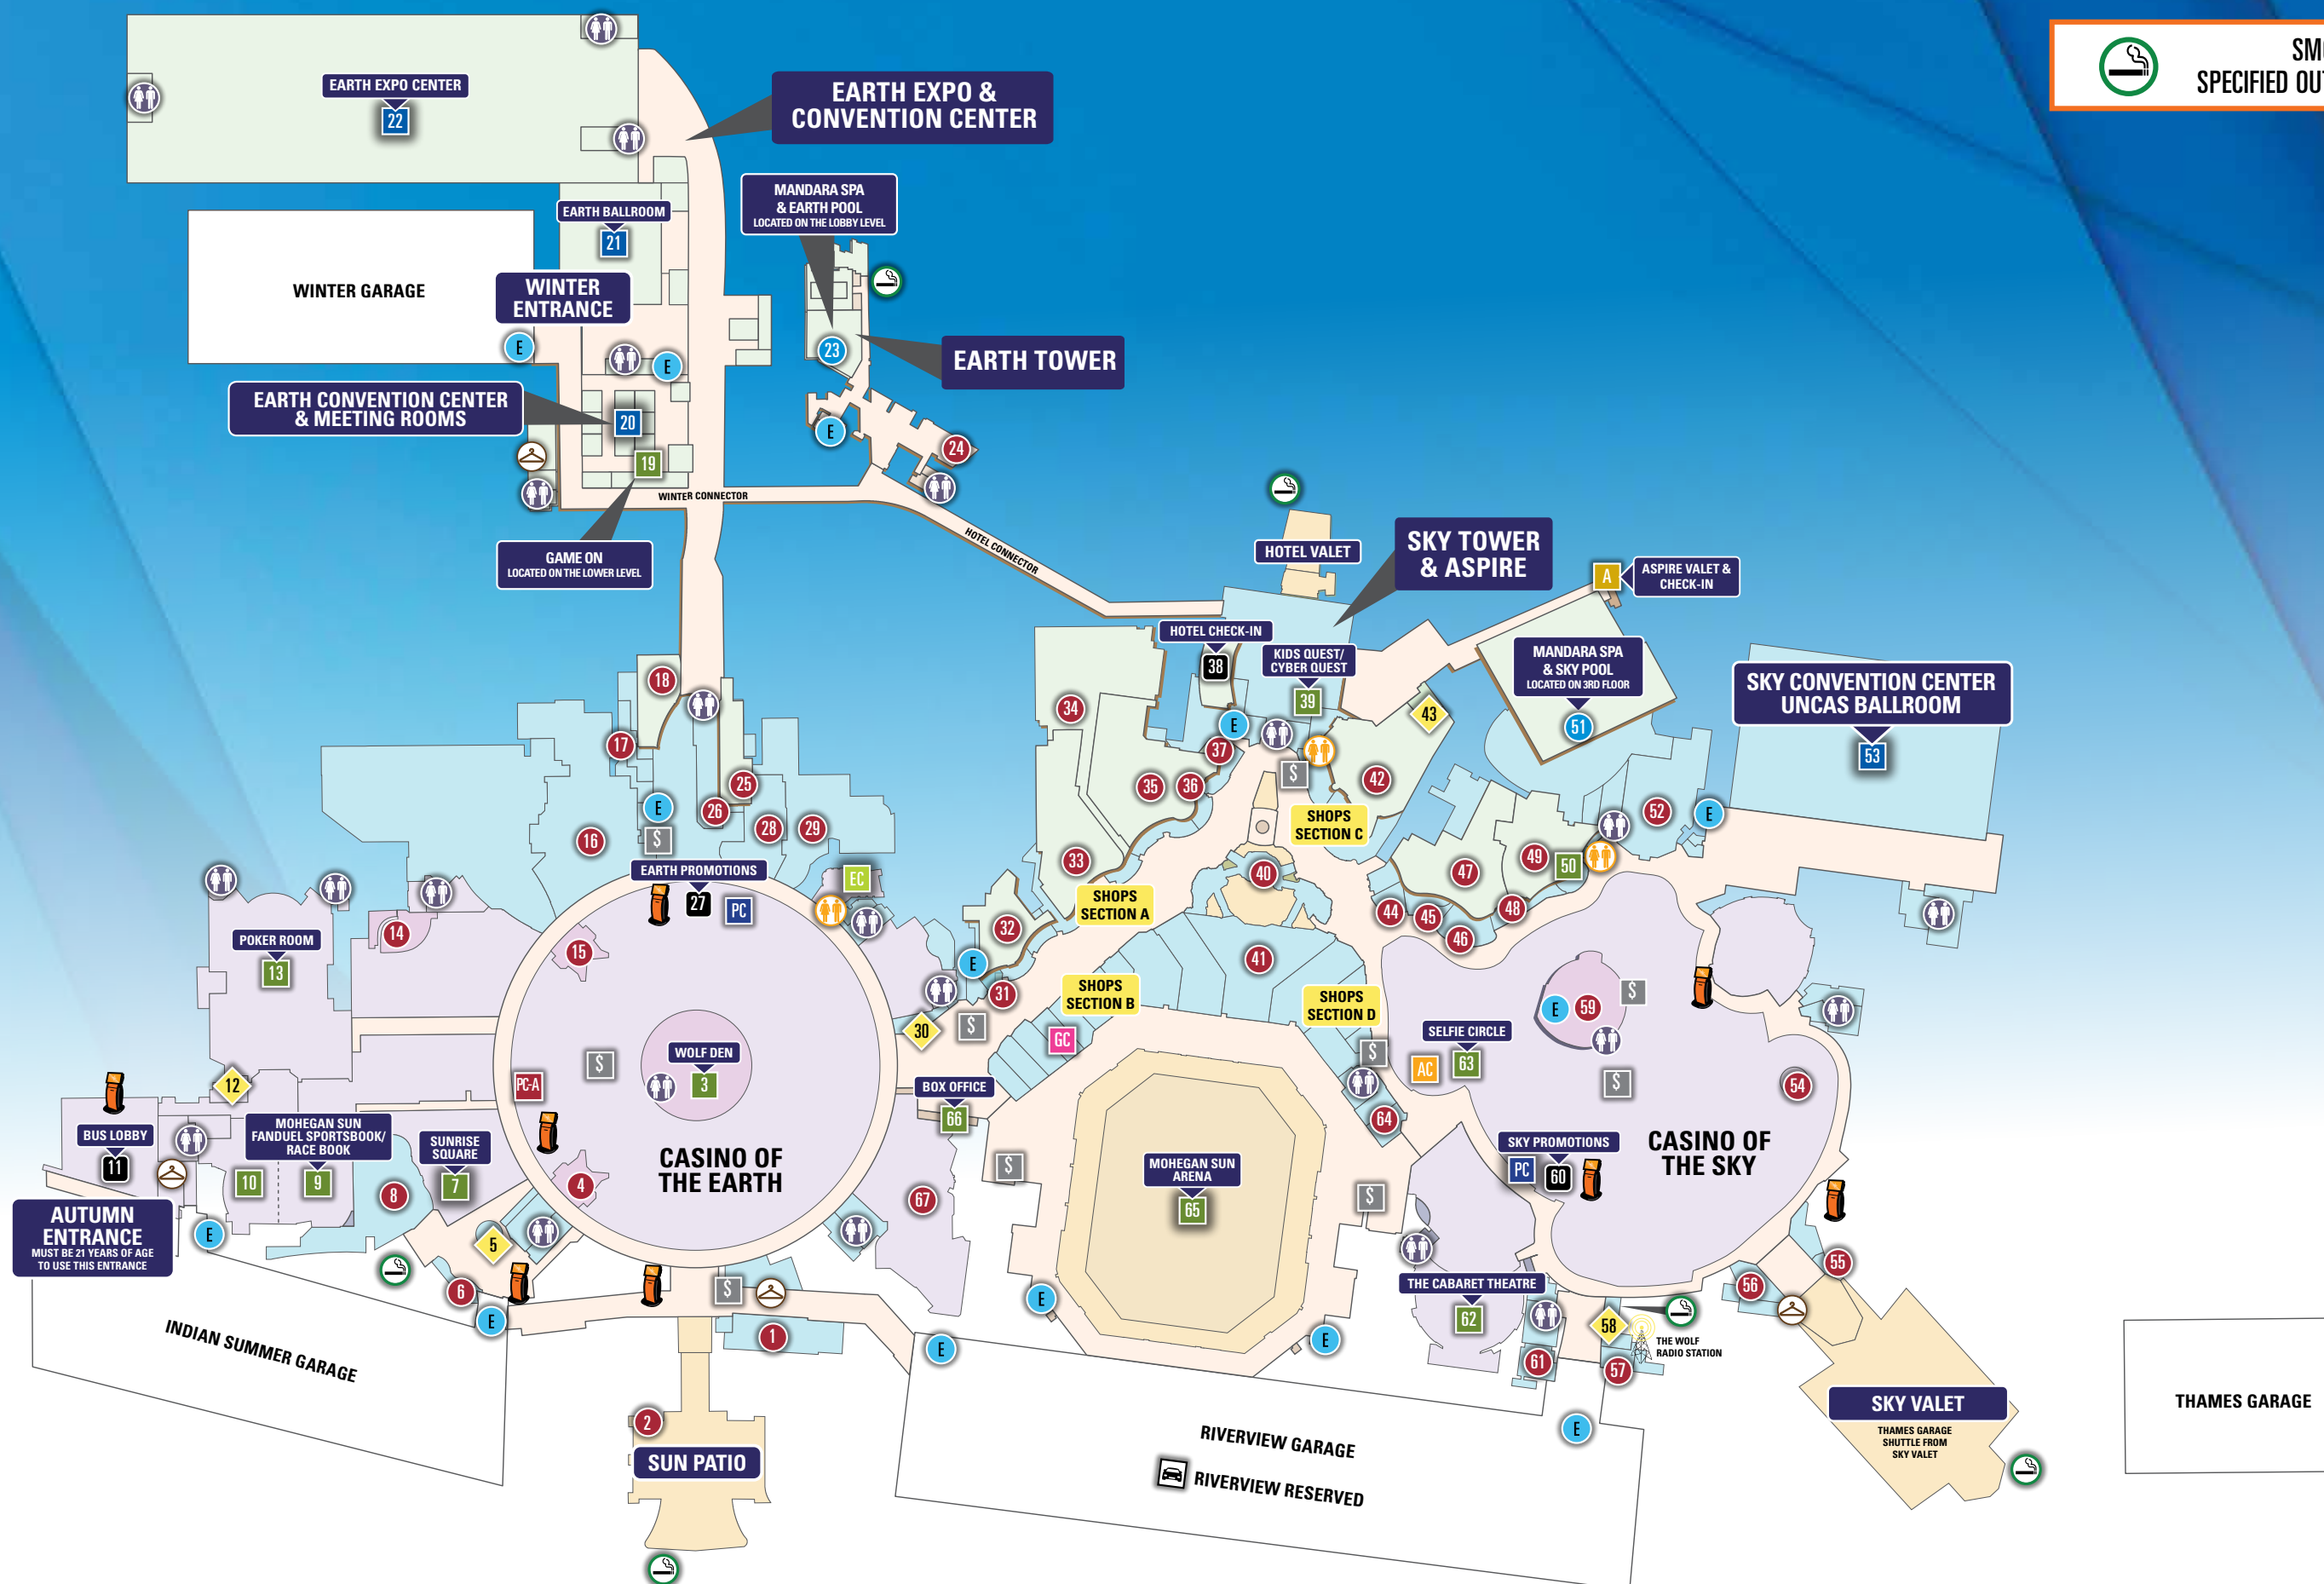 SM
SPECIFIED OUT
EARTH EXPO CENTER
22
EARTH EXPO &
CONVENTION CENTER
MANDARA SPA
& EARTH POOL
LOCATED ON THE LOBBY LEVEL
EARTH BALLROOM
21
WINTER GARAGE
WINTER
ENTRANCE
E
E
23
EARTH TOWER
EARTH CONVENTION CENTER
& MEETING ROOMS
20
19
E
24
WINTER CONNECTOR
HOTEL CONNECTOR
GAME ON
LOCATED ON THE LOWER LEVEL
HOTEL VALET
SKY TOWER
& ASPIRE
A
ASPIRE VALET &
CHECK-IN
HOTEL CHECK-IN
38
KIDS QUEST/
CYBER QUEST
39
MANDARA SPA
& SKY POOL
LOCATED ON 3RD FLOOR
51
SKY CONVENTION CENTER
UNCAS BALLROOM
53
18
17
34
E
37
43
25
26
E
$
16
28
29
35
36
$
42
52
E
SHOPS
SECTION C
33
40
47
49
50
EARTH PROMOTIONS
27
PC
EC
SHOPS
SECTION A
44
45
46
48
14
15
32
POKER ROOM
13
E
31
$
30
41
SHOPS
SECTION B
GC
SHOPS
SECTION D
$
E
59
$
$
SELFIE CIRCLE
63
AC
54
12
PC-A
$
WOLF DEN
3
BOX OFFICE
66
64
BUS LOBBY
11
MOHEGAN SUN
FANDUEL SPORTSBOOK/
RACE BOOK
10
9
SUNRISE
SQUARE
7
8
4
CASINO OF
THE EARTH
67
$
MOHEGAN SUN
ARENA
65
$
SKY PROMOTIONS
PC
60
CASINO OF
THE SKY
AUTUMN
ENTRANCE
MUST BE 21 YEARS OF AGE
TO USE THIS ENTRANCE
E
5
6
E
$
1
E
E
E
THE CABARET THEATRE
62
61
58
57
THE WOLF
RADIO STATION
56
55
INDIAN SUMMER GARAGE
2
SUN PATIO
RIVERVIEW GARAGE
RIVERVIEW RESERVED
E
SKY VALET
THAMES GARAGE
SHUTTLE FROM
SKY VALET
THAMES GARAGE